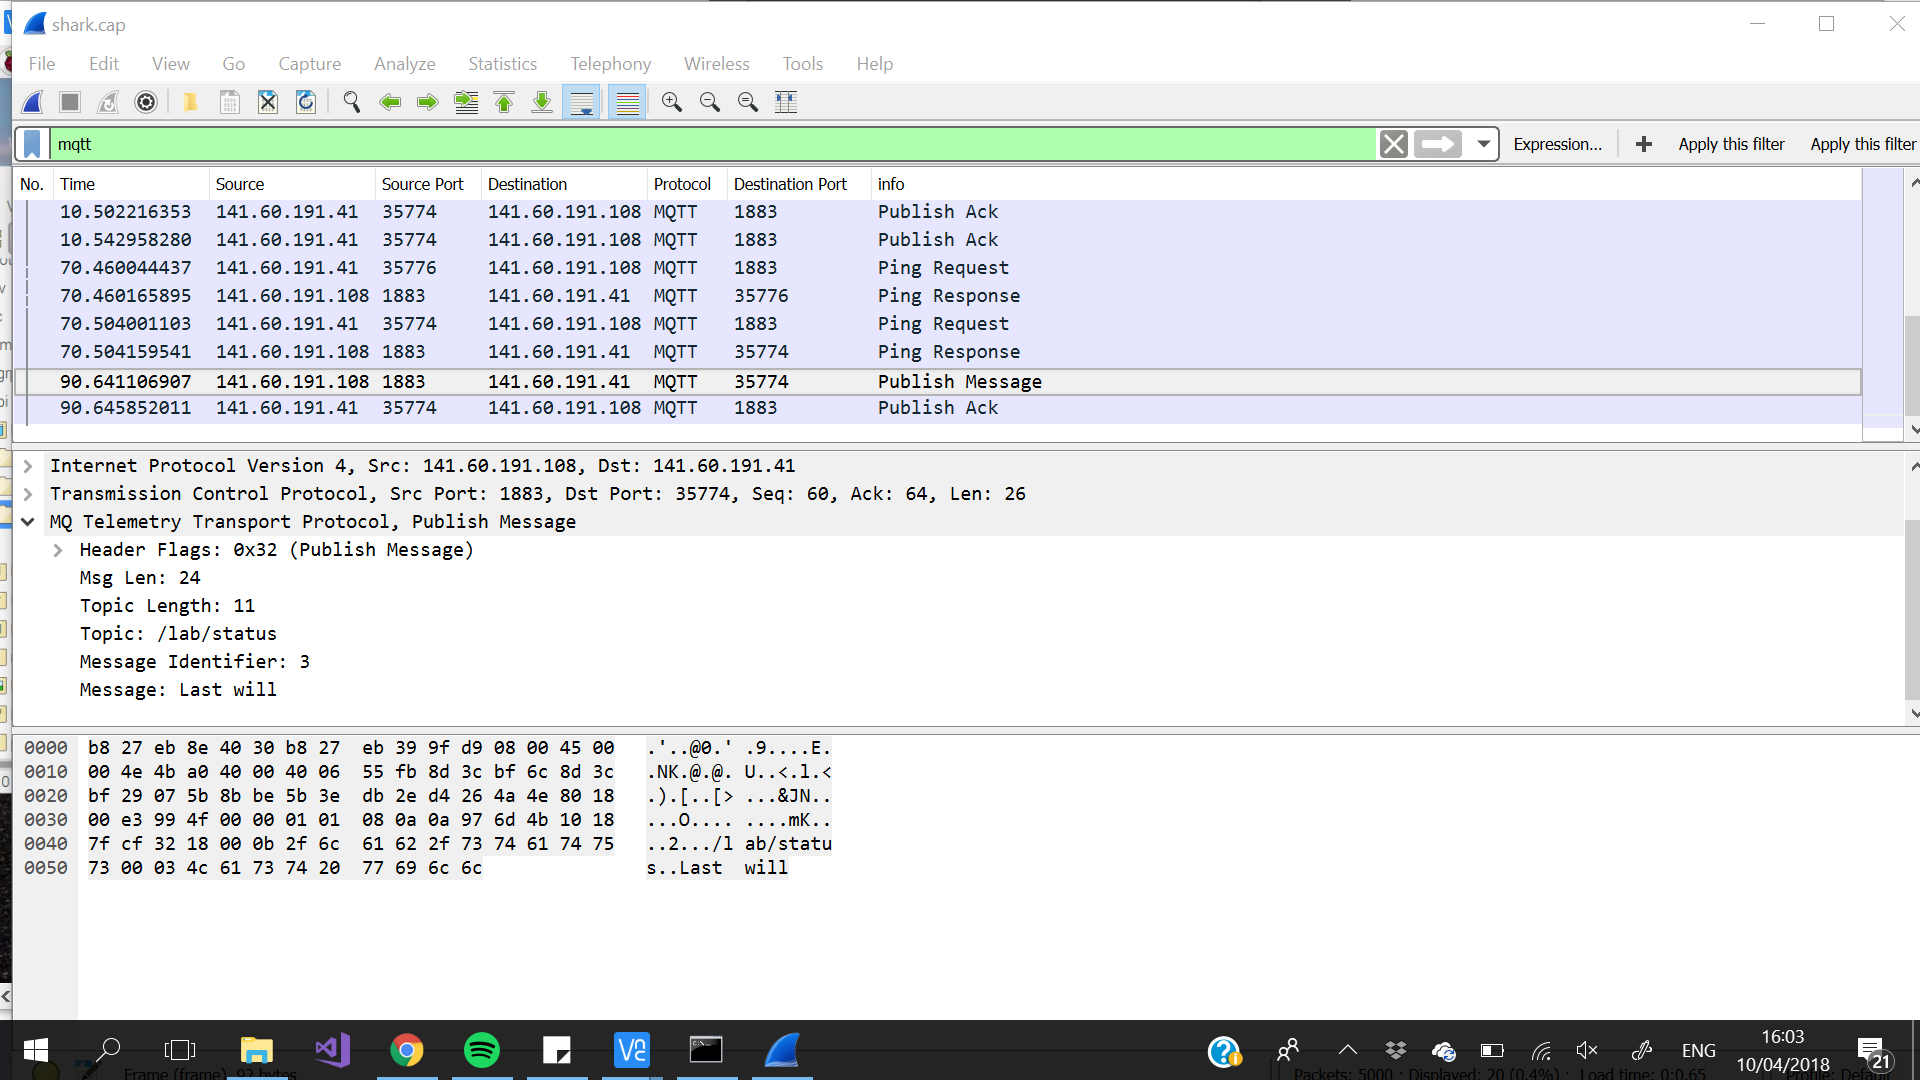 shark.cap
File Edit View Go Capture Analyze Statistics Telephony Wireless Tools Help
mqtt Expression... + Apply this filter Apply this filter
No. Time Source Source Port Destination Protocol Destination Port info
10.502216353 141.60.191.41 35774 141.60.191.108 MQTT 1883 Publish Ack
10.542958280 141.60.191.41 35774 141.60.191.108 MQTT 1883 Publish Ack
70.460044437 141.60.191.41 35776 141.60.191.108 MQTT 1883 Ping Request
70.460165895 141.60.191.108 1883 141.60.191.41 MQTT 35776 Ping Response
70.504001103 141.60.191.41 35774 141.60.191.108 MQTT 1883 Ping Request
70.504159541 141.60.191.108 1883 141.60.191.41 MQTT 35774 Ping Response
90.641106907 141.60.191.108 1883 141.60.191.41 MQTT 35774 Publish Message
90.645852011 141.60.191.41 35774 141.60.191.108 MQTT 1883 Publish Ack
Internet Protocol Version 4, Src: 141.60.191.108, Dst: 141.60.191.41
Transmission Control Protocol, Src Port: 1883, Dst Port: 35774, Seq: 60, Ack: 64, Len: 26
MQ Telemetry Transport Protocol, Publish Message
Header Flags: 0x32 (Publish Message)
Msg Len: 24
Topic Length: 11
Topic: /lab/status
Message Identifier: 3
Message: Last will
0000 b8 27 eb 8e 40 30 b8 27 eb 39 9f d9 08 00 45 00 .'..@0.' .9....E.
0010 00 4e 4b a0 40 00 40 06 55 fb 8d 3c bf 6c 8d 3c .NK.@.@. U..<.l.<
0020 bf 29 07 5b 8b be 5b 3e db 2e d4 26 4a 4e 80 18 .).[..[> ...&JN..
0030 00 e3 99 4f 00 00 01 01 08 0a 0a 97 6d 4b 10 18 ...O.... ....mK..
0040 7f cf 32 18 00 0b 2f 6c 61 62 2f 73 74 61 74 75 ..2.../l ab/statu
0050 73 00 03 4c 61 73 74 20 77 69 6c 6c s..Last will
ENG 16:03
10/04/2018 21
Frame (frame), 92 bytes Packets: 5000 · Displayed: 20 (0.4%) · Load time: 0:0.65 Profile: Default